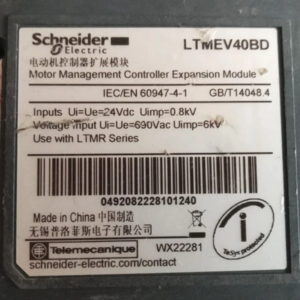 Schneider Electric LTMEV40BD
电动机控制器扩展模块
Motor Management Controller Expansion Module
IEC/EN 60947-4-1 GB/T14048.4
Inputs Ui=Ue=24Vdc Uimp=0.8kV
Voltage input Ui=Ue=690Vac Uimp=6kV
Use with LTMR Series
0492082228101240
Made in China 中国制造
无锡普洛菲斯电子有限公司
Telemecanique WX22281
schneider-electric.com/contact
i
TeSys protected